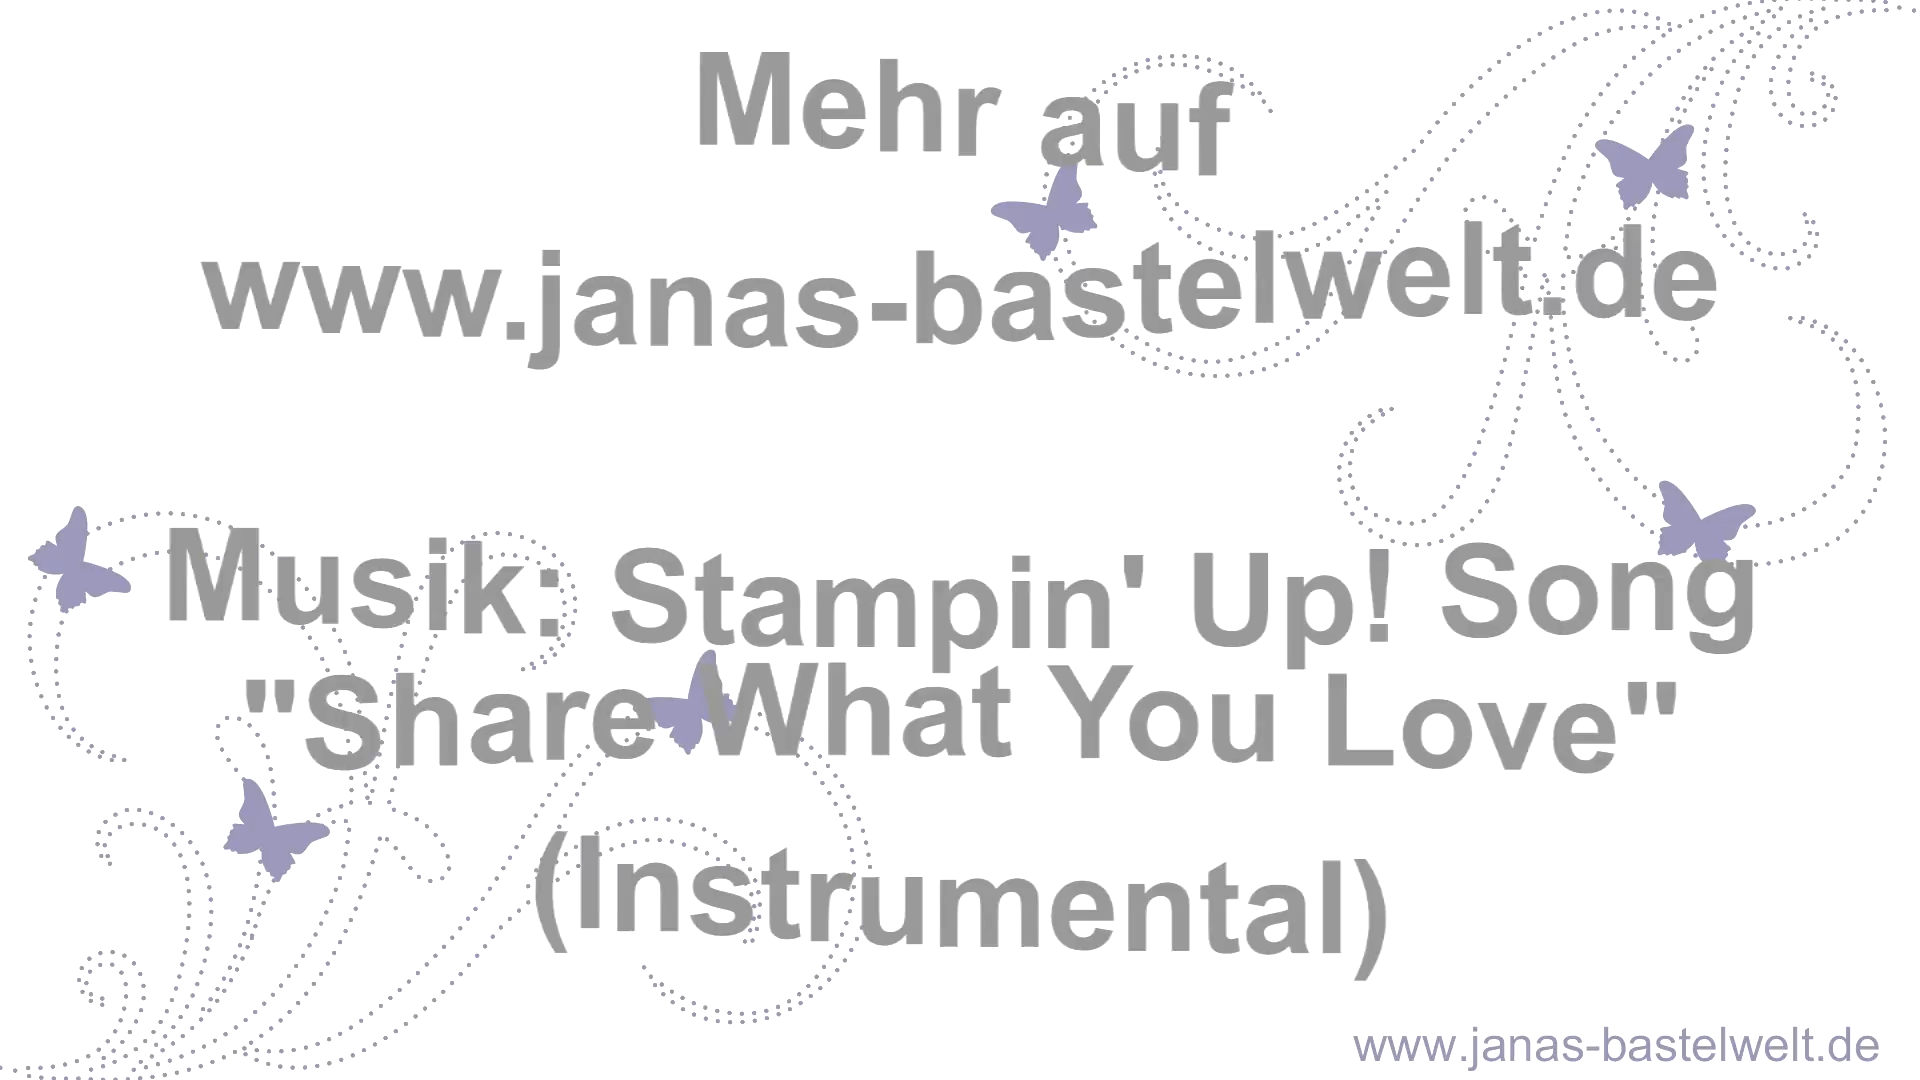 Mehr auf
www.janas-bastelwelt.de
Musik: Stampin' Up! Song
"Share What You Love"
(Instrumental)
www.janas-bastelwelt.de